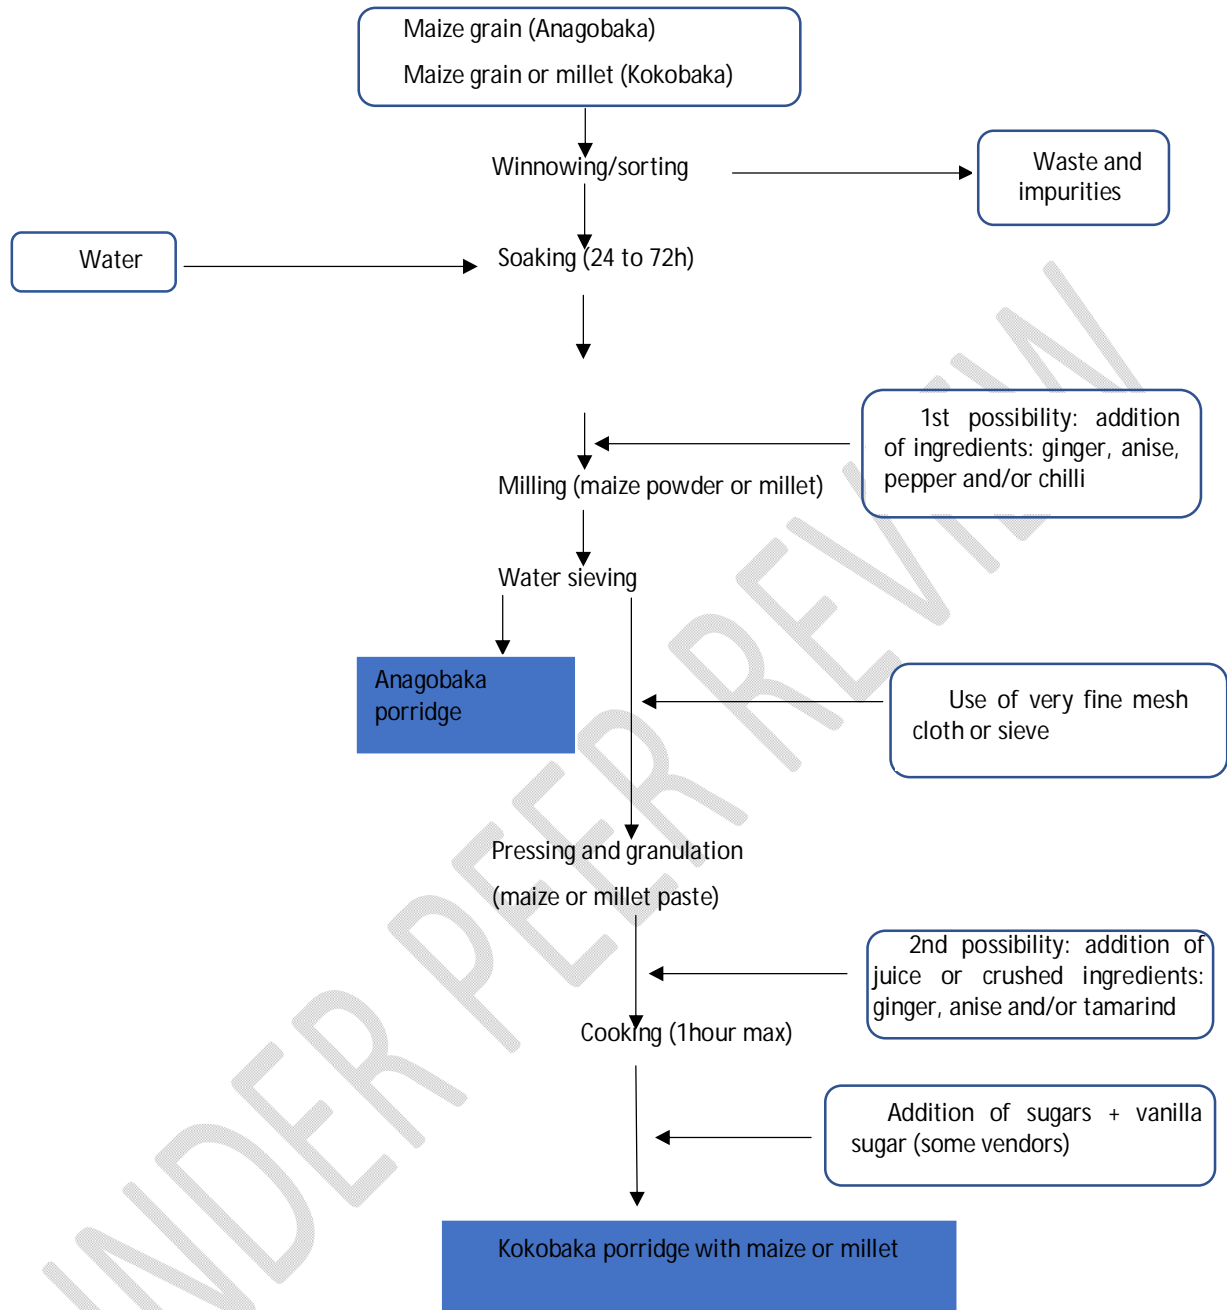 Maize grain (Anagobaka)
Maize grain or millet (Kokobaka)
Winnowing/sorting
Waste and
impurities
Water
Soaking (24 to 72h)
1st possibility: addition
of ingredients: ginger, anise,
pepper and/or chilli
Milling (maize powder or millet)
Water sieving
Anagobaka
porridge
Use of very fine mesh
cloth or sieve
Pressing and granulation
(maize or millet paste)
2nd possibility: addition of
juice or crushed ingredients:
ginger, anise and/or tamarind
Cooking (1hour max)
Addition of sugars + vanilla
sugar (some vendors)
Kokobaka porridge with maize or millet
UNDER PEER REVIEW